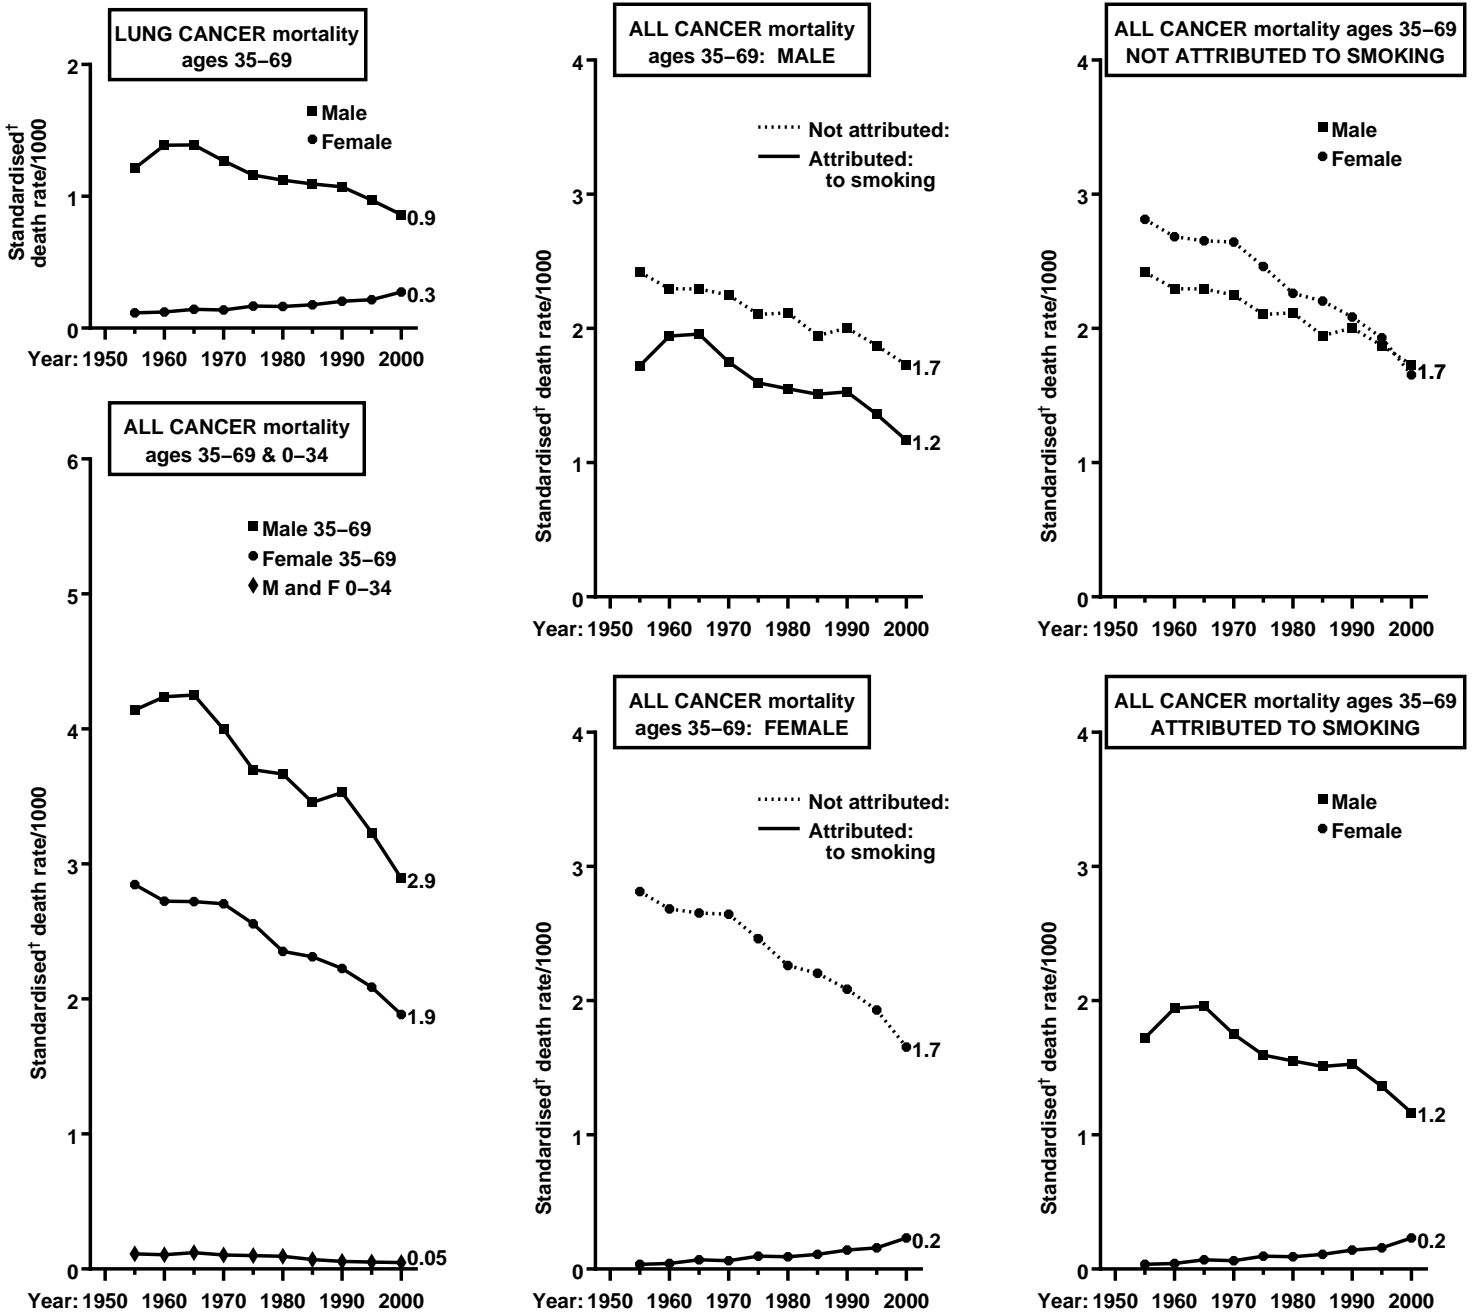 LUNG CANCER mortality
ages 35–69
2
1
0
Standardised†
death rate/1000
Male
Female
0.9
0.3
Year: 1950 1960 1970 1980 1990 2000
ALL CANCER mortality
ages 35–69 & 0–34
6
5
4
3
2
1
0
Standardised† death rate/1000
Male 35–69
Female 35–69
M and F 0–34
2.9
1.9
0.05
Year: 1950 1960 1970 1980 1990 2000
ALL CANCER mortality
ages 35–69: MALE
4
3
2
1
0
Standardised† death rate/1000
Not attributed:
Attributed:
to smoking
1.7
1.2
Year: 1950 1960 1970 1980 1990 2000
ALL CANCER mortality
ages 35–69: FEMALE
4
3
2
1
0
Standardised† death rate/1000
Not attributed:
Attributed:
to smoking
1.7
0.2
Year: 1950 1960 1970 1980 1990 2000
ALL CANCER mortality ages 35–69
NOT ATTRIBUTED TO SMOKING
4
3
2
1
0
Standardised† death rate/1000
Male
Female
1.7
Year: 1950 1960 1970 1980 1990 2000
ALL CANCER mortality ages 35–69
ATTRIBUTED TO SMOKING
4
3
2
1
0
Standardised† death rate/1000
Male
Female
1.2
0.2
Year: 1950 1960 1970 1980 1990 2000